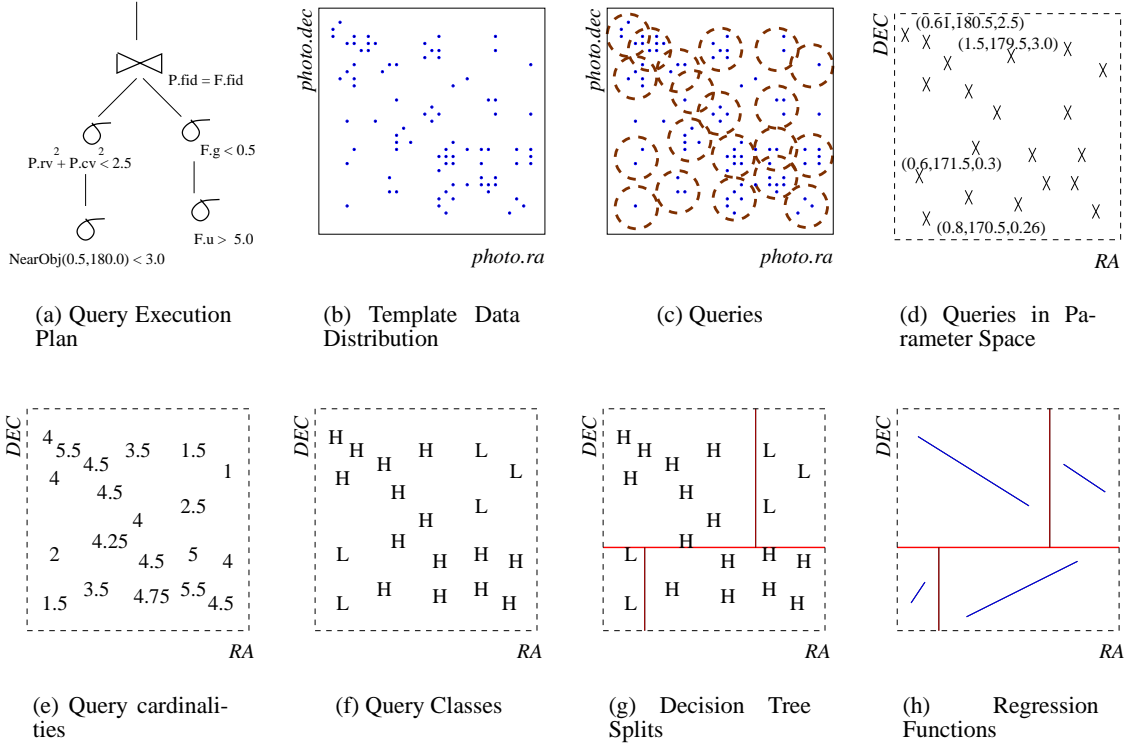 P.fid = F.fid
P.rv² + P.cv² < 2.5
F.g < 0.5
NearObj(0.5,180.0) < 3.0
F.u > 5.0
(a) Query Execution
Plan
photo.dec
photo.ra
(b) Template Data
Distribution
photo.dec
photo.ra
(c) Queries
DEC
(0.61,180.5,2.5)
(1.5,179.5,3.0)
X X X X X
X X X
X X
X X X
(0.6,171.5,0.3)
X X X
X X X X
(0.8,170.5,0.26)
RA
(d) Queries in Pa-
rameter Space
DEC
4
5.5 3.5 1.5
4.5 1
4
4.5
2.5
4
4.25
2 4.5 5 4
3.5 4.75 5.5
1.5 4.5
RA
(e) Query cardinali-
ties
DEC
H
H H L
H L
H
H L
H
H
L H H H
H H H
L H
RA
(f) Query Classes
DEC
H
H H L
H L
H
H L
H
H
L H H H
H H H
L H
RA
(g) Decision Tree
Splits
DEC
RA
(h) Regression
Functions